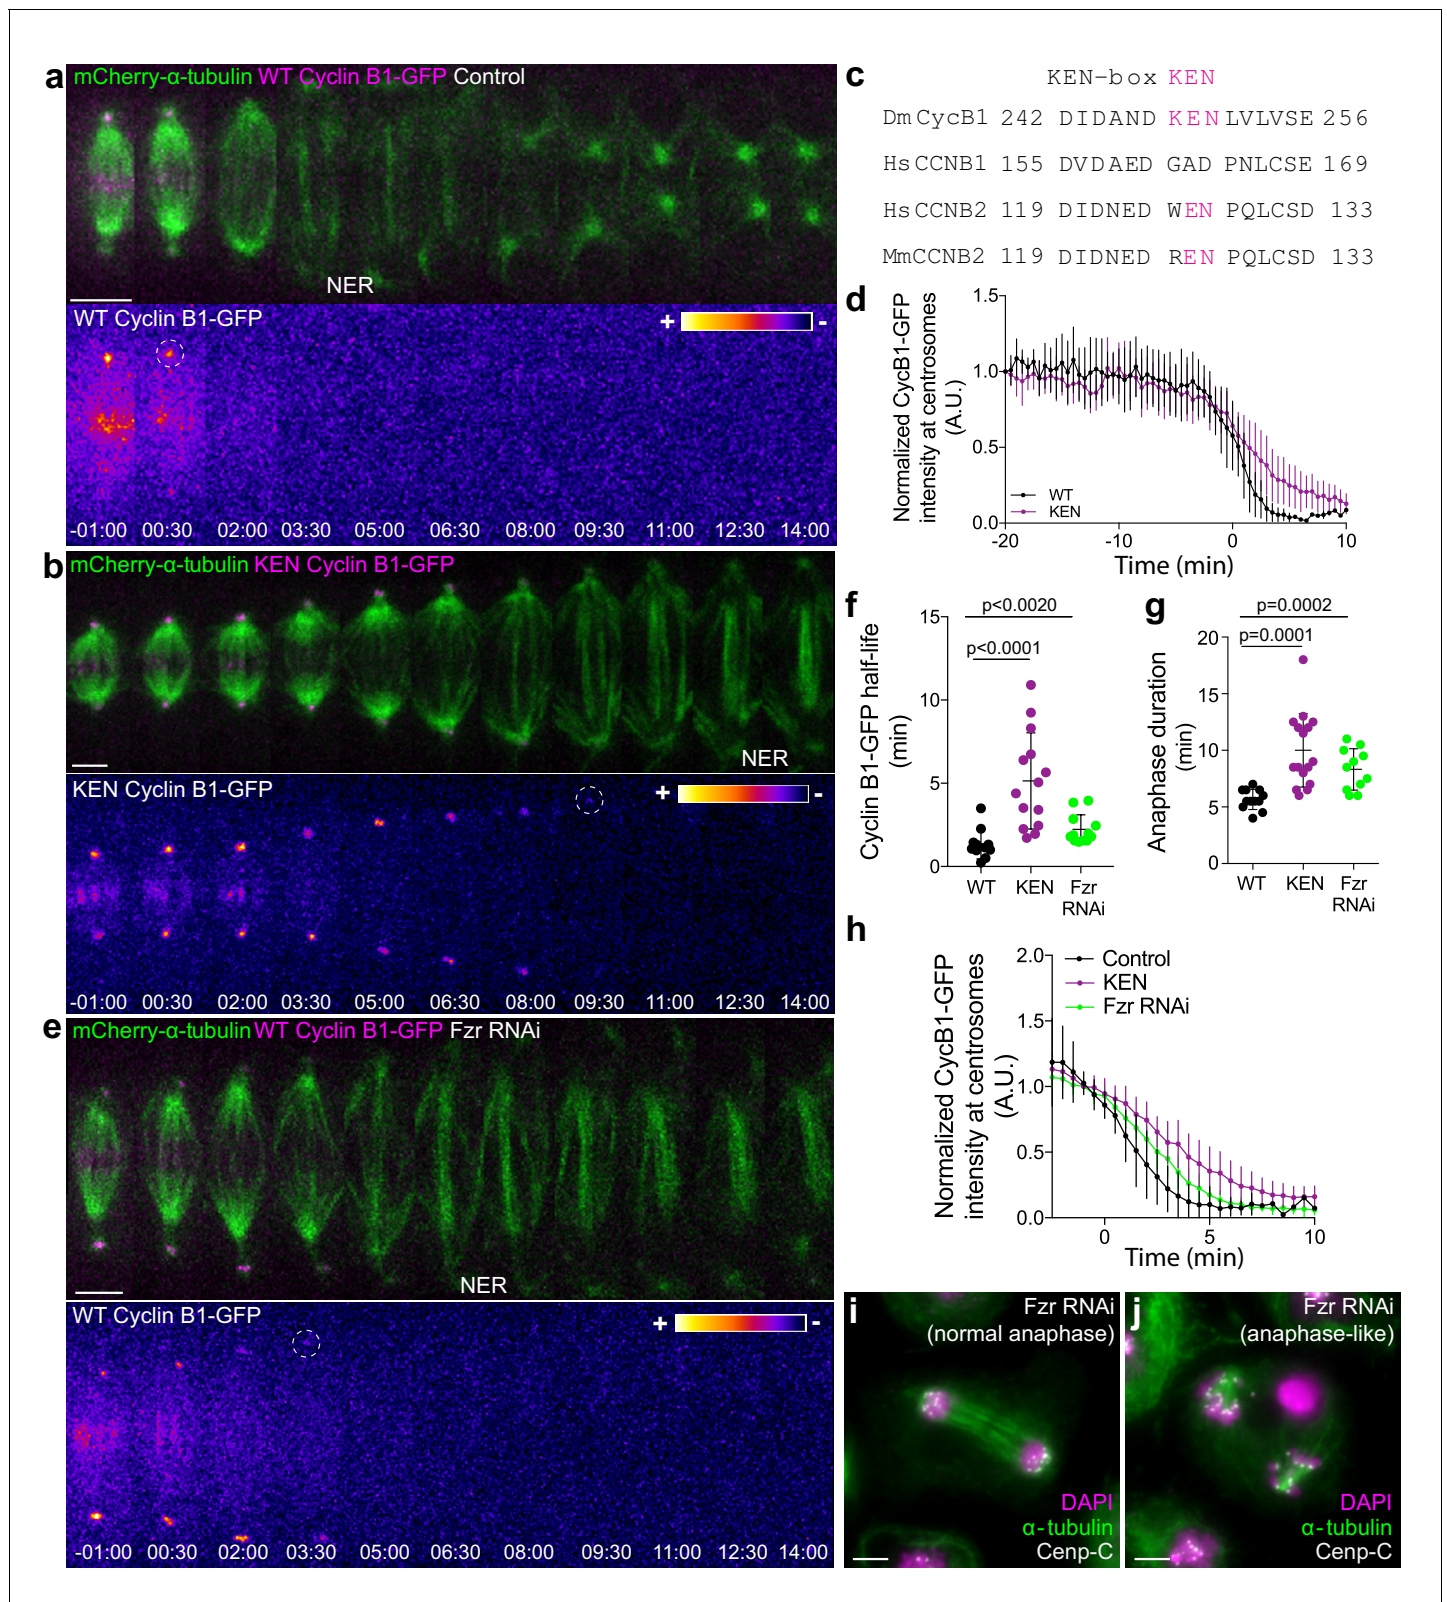 a
mCherry-α-tubulin WT Cyclin B1-GFP Control
NER
WT Cyclin B1-GFP
+ -
-01:00 00:30 02:00 03:30 05:00 06:30 08:00 09:30 11:00 12:30 14:00
b
mCherry-α-tubulin KEN Cyclin B1-GFP
NER
KEN Cyclin B1-GFP
+ -
-01:00 00:30 02:00 03:30 05:00 06:30 08:00 09:30 11:00 12:30 14:00
e
mCherry-α-tubulin WT Cyclin B1-GFP Fzr RNAi
NER
WT Cyclin B1-GFP
+ -
-01:00 00:30 02:00 03:30 05:00 06:30 08:00 09:30 11:00 12:30 14:00
c
KEN-box KEN
DmCycB1 242 DIDAND KEN LVLVSE 256
HsCCNB1 155 DVDAED GAD PNLCSE 169
HsCCNB2 119 DIDNED WEN PQLCSD 133
MmCCNB2 119 DIDNED REN PQLCSD 133
d
Normalized CycB1-GFP
intensity at centrosomes
(A.U.)
1.5
1.0
0.5
0.0
WT
KEN
-20 -10 0 10
Time (min)
f
Cyclin B1-GFP half-life
(min)
15
10
5
0
p<0.0020
p<0.0001
WT KEN Fzr
RNAi
g
Anaphase duration
(min)
20
15
10
5
0
p=0.0002
p=0.0001
WT KEN Fzr
RNAi
h
Normalized CycB1-GFP
intensity at centrosomes
(A.U.)
2.0
1.5
1.0
0.5
0.0
Control
KEN
Fzr RNAi
0 5 10
Time (min)
i
Fzr RNAi
(normal anaphase)
DAPI
α-tubulin
Cenp-C
j
Fzr RNAi
(anaphase-like)
DAPI
α-tubulin
Cenp-C